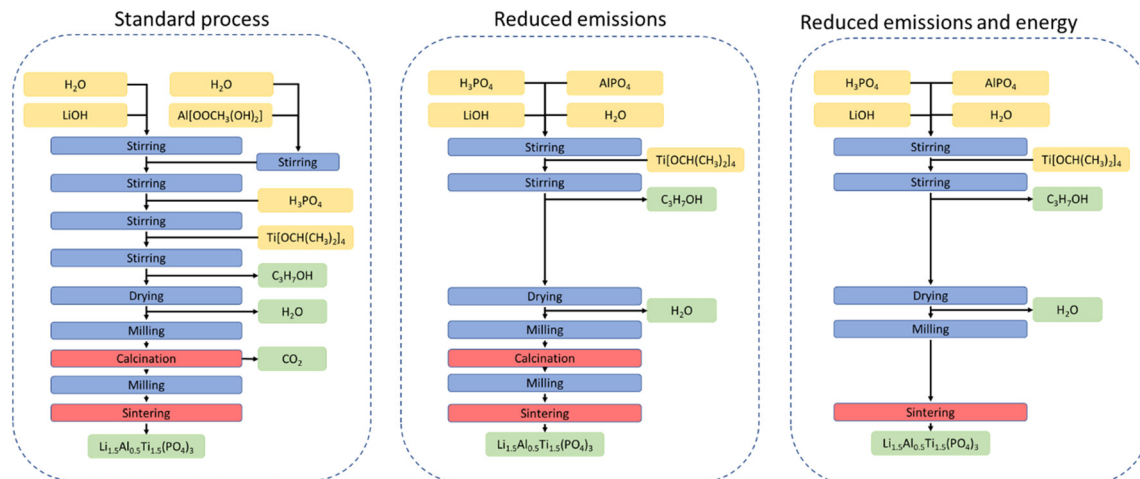 Standard process
H₂O
H₂O
LiOH
Al[OOCH₃(OH)₂]
Stirring
Stirring
Stirring
H₃PO₄
Stirring
Ti[OCH(CH₃)₂]₄
Stirring
C₃H₇OH
Drying
H₂O
Milling
Calcination
CO₂
Milling
Sintering
Li₁.₅Al₀.₅Ti₁.₅(PO₄)₃
Reduced emissions
H₃PO₄
AlPO₄
LiOH
H₂O
Stirring
Ti[OCH(CH₃)₂]₄
Stirring
C₃H₇OH
Drying
H₂O
Milling
Calcination
Milling
Sintering
Li₁.₅Al₀.₅Ti₁.₅(PO₄)₃
Reduced emissions and energy
H₃PO₄
AlPO₄
LiOH
H₂O
Stirring
Ti[OCH(CH₃)₂]₄
Stirring
C₃H₇OH
Drying
H₂O
Milling
Sintering
Li₁.₅Al₀.₅Ti₁.₅(PO₄)₃